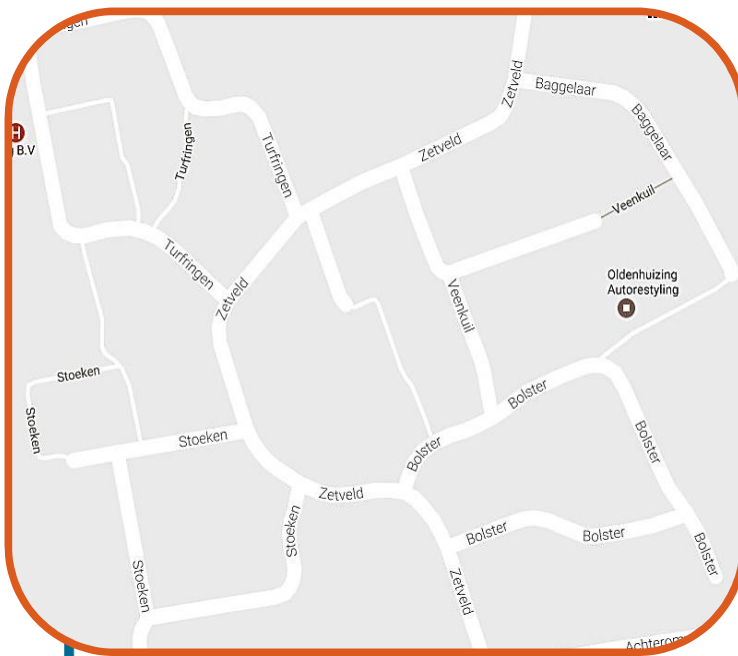 Zetveld
Baggelaar
Baggelaar
Zetveld
Turfringen
Turfringen
H
B.V
Veenkuil
Turfringen
Zetveld
Veenkuil
Oldenhuizing
Autorestyling
Stoeken
Stoeken
Stoeken
Bolster
Bolster
Bolster
Zetveld
Stoeken
Bolster
Bolster
Bolster
Stoeken
Zetveld